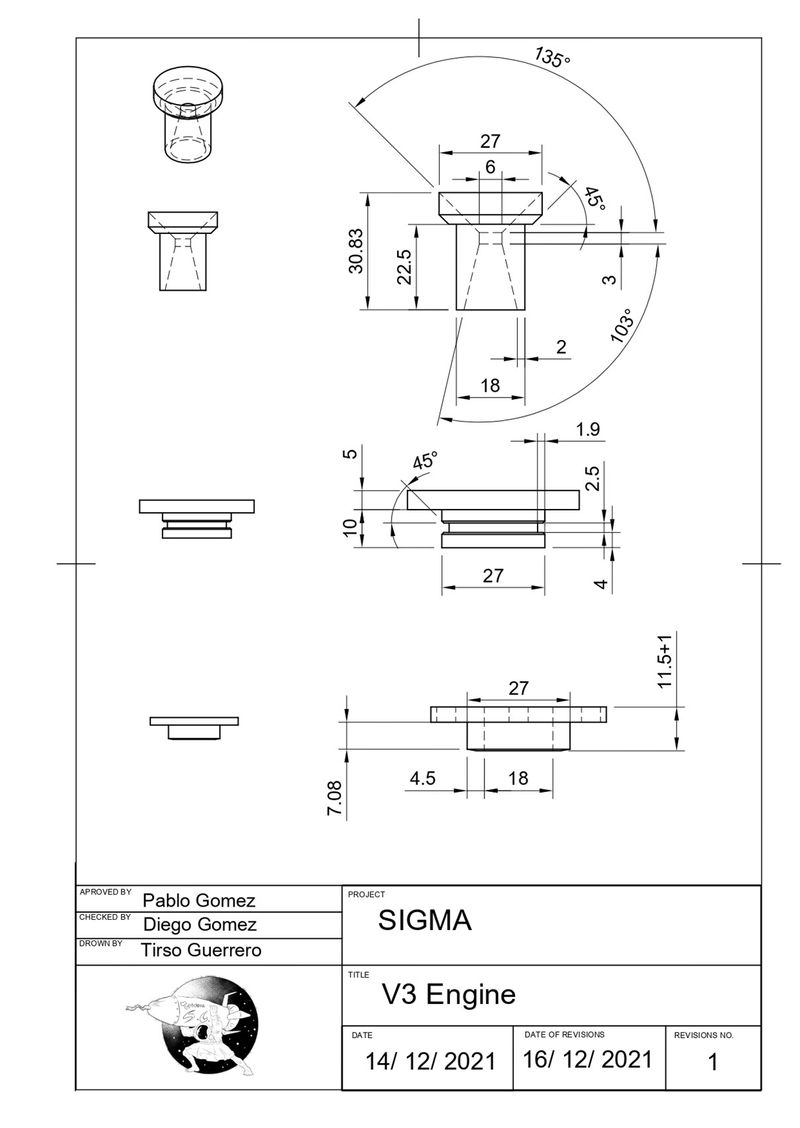 135°
27
6
45°
30.83
22.5
3
103°
2
18
1.9
5
45°
2.5
10
27
4
11.5+1
27
4.5
18
7.08
APROVED BY Pablo Gomez
CHECKED BY Diego Gomez
DROWN BY Tirso Guerrero
PROJECT
SIGMA
TITLE
V3 Engine
DATE
14/ 12/ 2021
DATE OF REVISIONS
16/ 12/ 2021
REVISIONS NO.
1